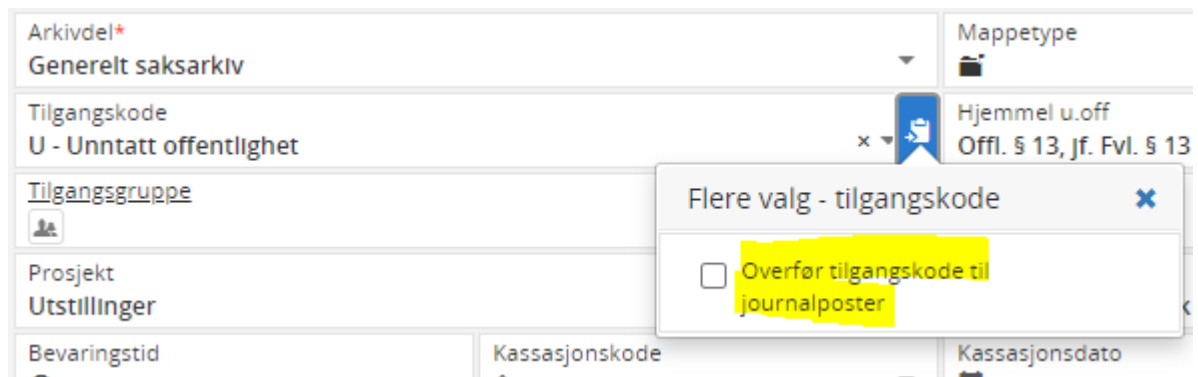 Arkivdel*
Generelt saksarkiv
Mappetype
Tilgangskode
U - Unntatt offentlighet
Hjemmel u.off
Offl. § 13, jf. Fvl. § 13
Tilgangsgruppe
Flere valg - tilgangskode
Overfør tilgangskode til
journalposter
Prosjekt
Utstillinger
Bevaringstid
Kassasjonskode
Kassasjonsdato